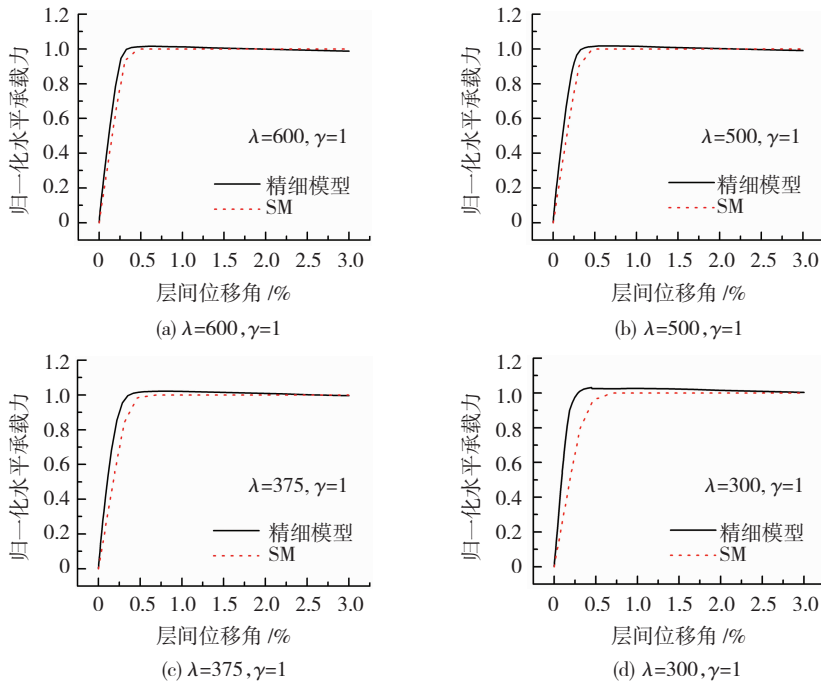 1.2
1.0
0.8
0.6
0.4
0.2
0
归一化水平承载力
λ=600, γ=1
精细模型
SM
0 0.5 1.0 1.5 2.0 2.5 3.0
层间位移角 /%
(a) λ=600,γ=1
1.2
1.0
0.8
0.6
0.4
0.2
0
归一化水平承载力
λ=500, γ=1
精细模型
SM
0 0.5 1.0 1.5 2.0 2.5 3.0
层间位移角 /%
(b) λ=500,γ=1
1.2
1.0
0.8
0.6
0.4
0.2
0
归一化水平承载力
λ=375, γ=1
精细模型
SM
0 0.5 1.0 1.5 2.0 2.5 3.0
层间位移角 /%
(c) λ=375,γ=1
1.2
1.0
0.8
0.6
0.4
0.2
0
归一化水平承载力
λ=300, γ=1
精细模型
SM
0 0.5 1.0 1.5 2.0 2.5 3.0
层间位移角 /%
(d) λ=300,γ=1